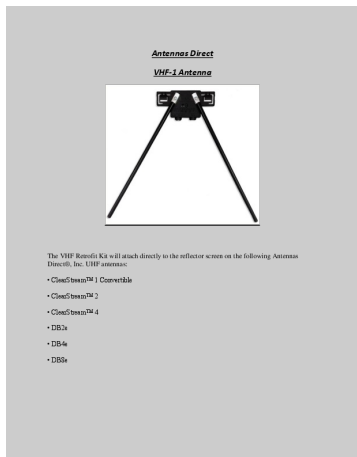 Antennas Direct
VHF-1 Antenna
The VHF Retrofit Kit will attach directly to the reflector screen on the following Antennas
Direct®, Inc. UHF antennas:
• ClearStream™ 1 Convertible
• ClearStream™ 2
• ClearStream™ 4
• DB2e
• DB4e
• DB8e